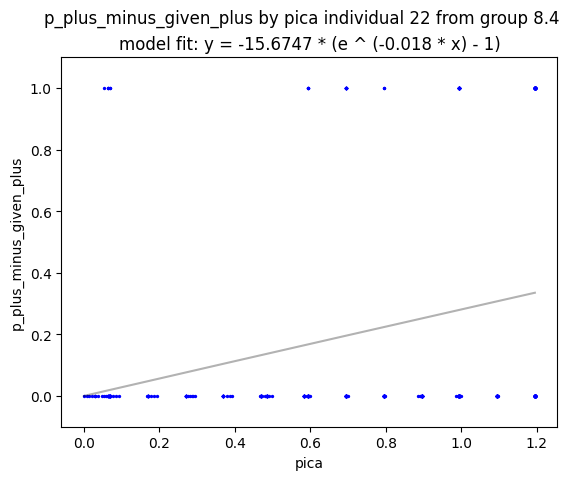 p_plus_minus_given_plus by pica individual 22 from group 8.4
model fit: y = -15.6747 * (e ^ (-0.018 * x) - 1)
1.0
0.8
0.6
0.4
0.2
0.0
p_plus_minus_given_plus
0.0 0.2 0.4 0.6 0.8 1.0 1.2
pica